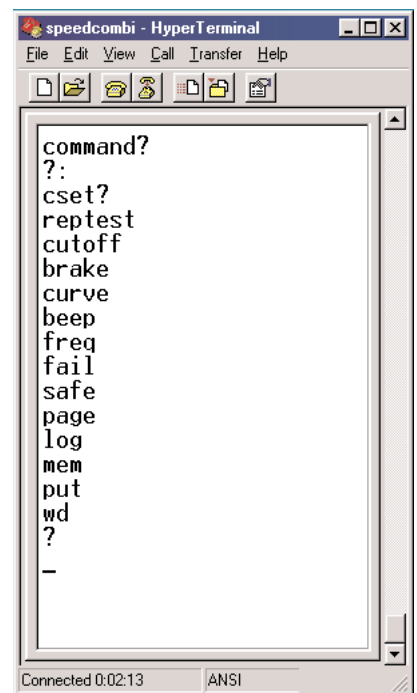 speedcombi - HyperTerminal
File Edit View Call Transfer Help
command?
?:
cset?
reptest
cutoff
brake
curve
beep
freq
fail
safe
page
log
mem
put
wd
?
_
Connected 0:02:13 ANSI